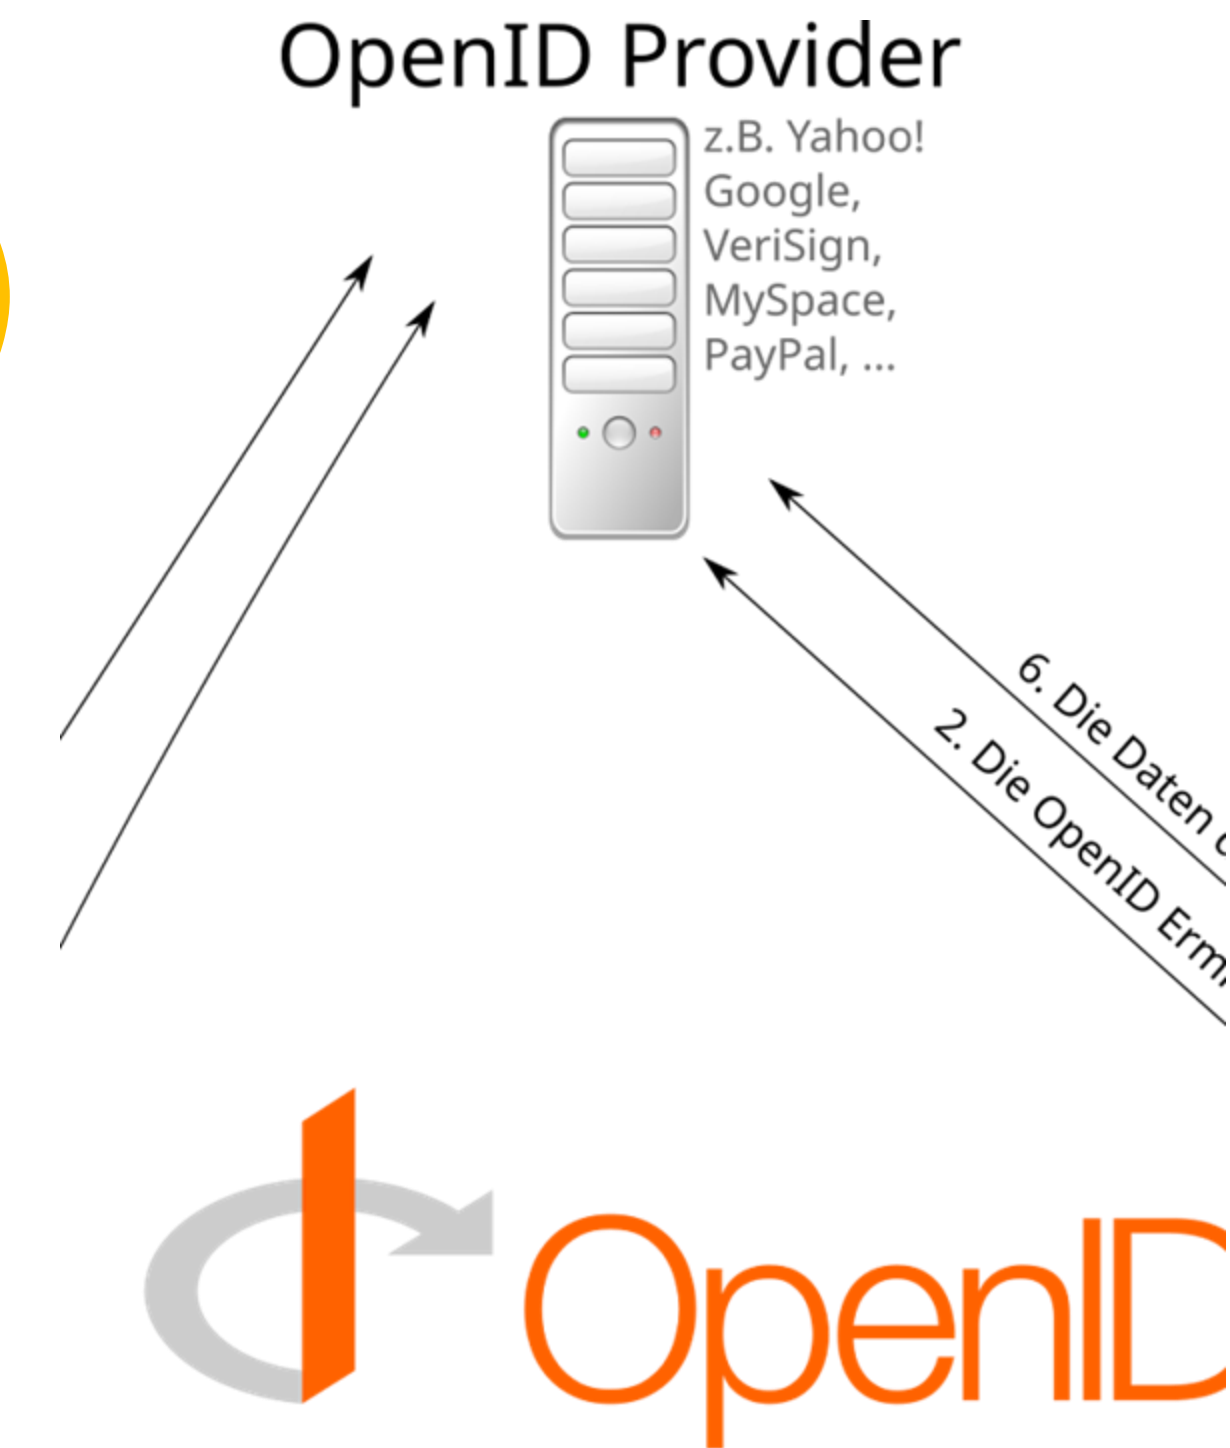 OpenID Provider
z.B. Yahoo!
Google,
VeriSign,
MySpace,
PayPal, ...
6. Die Daten
2. Die OpenID
OpenID